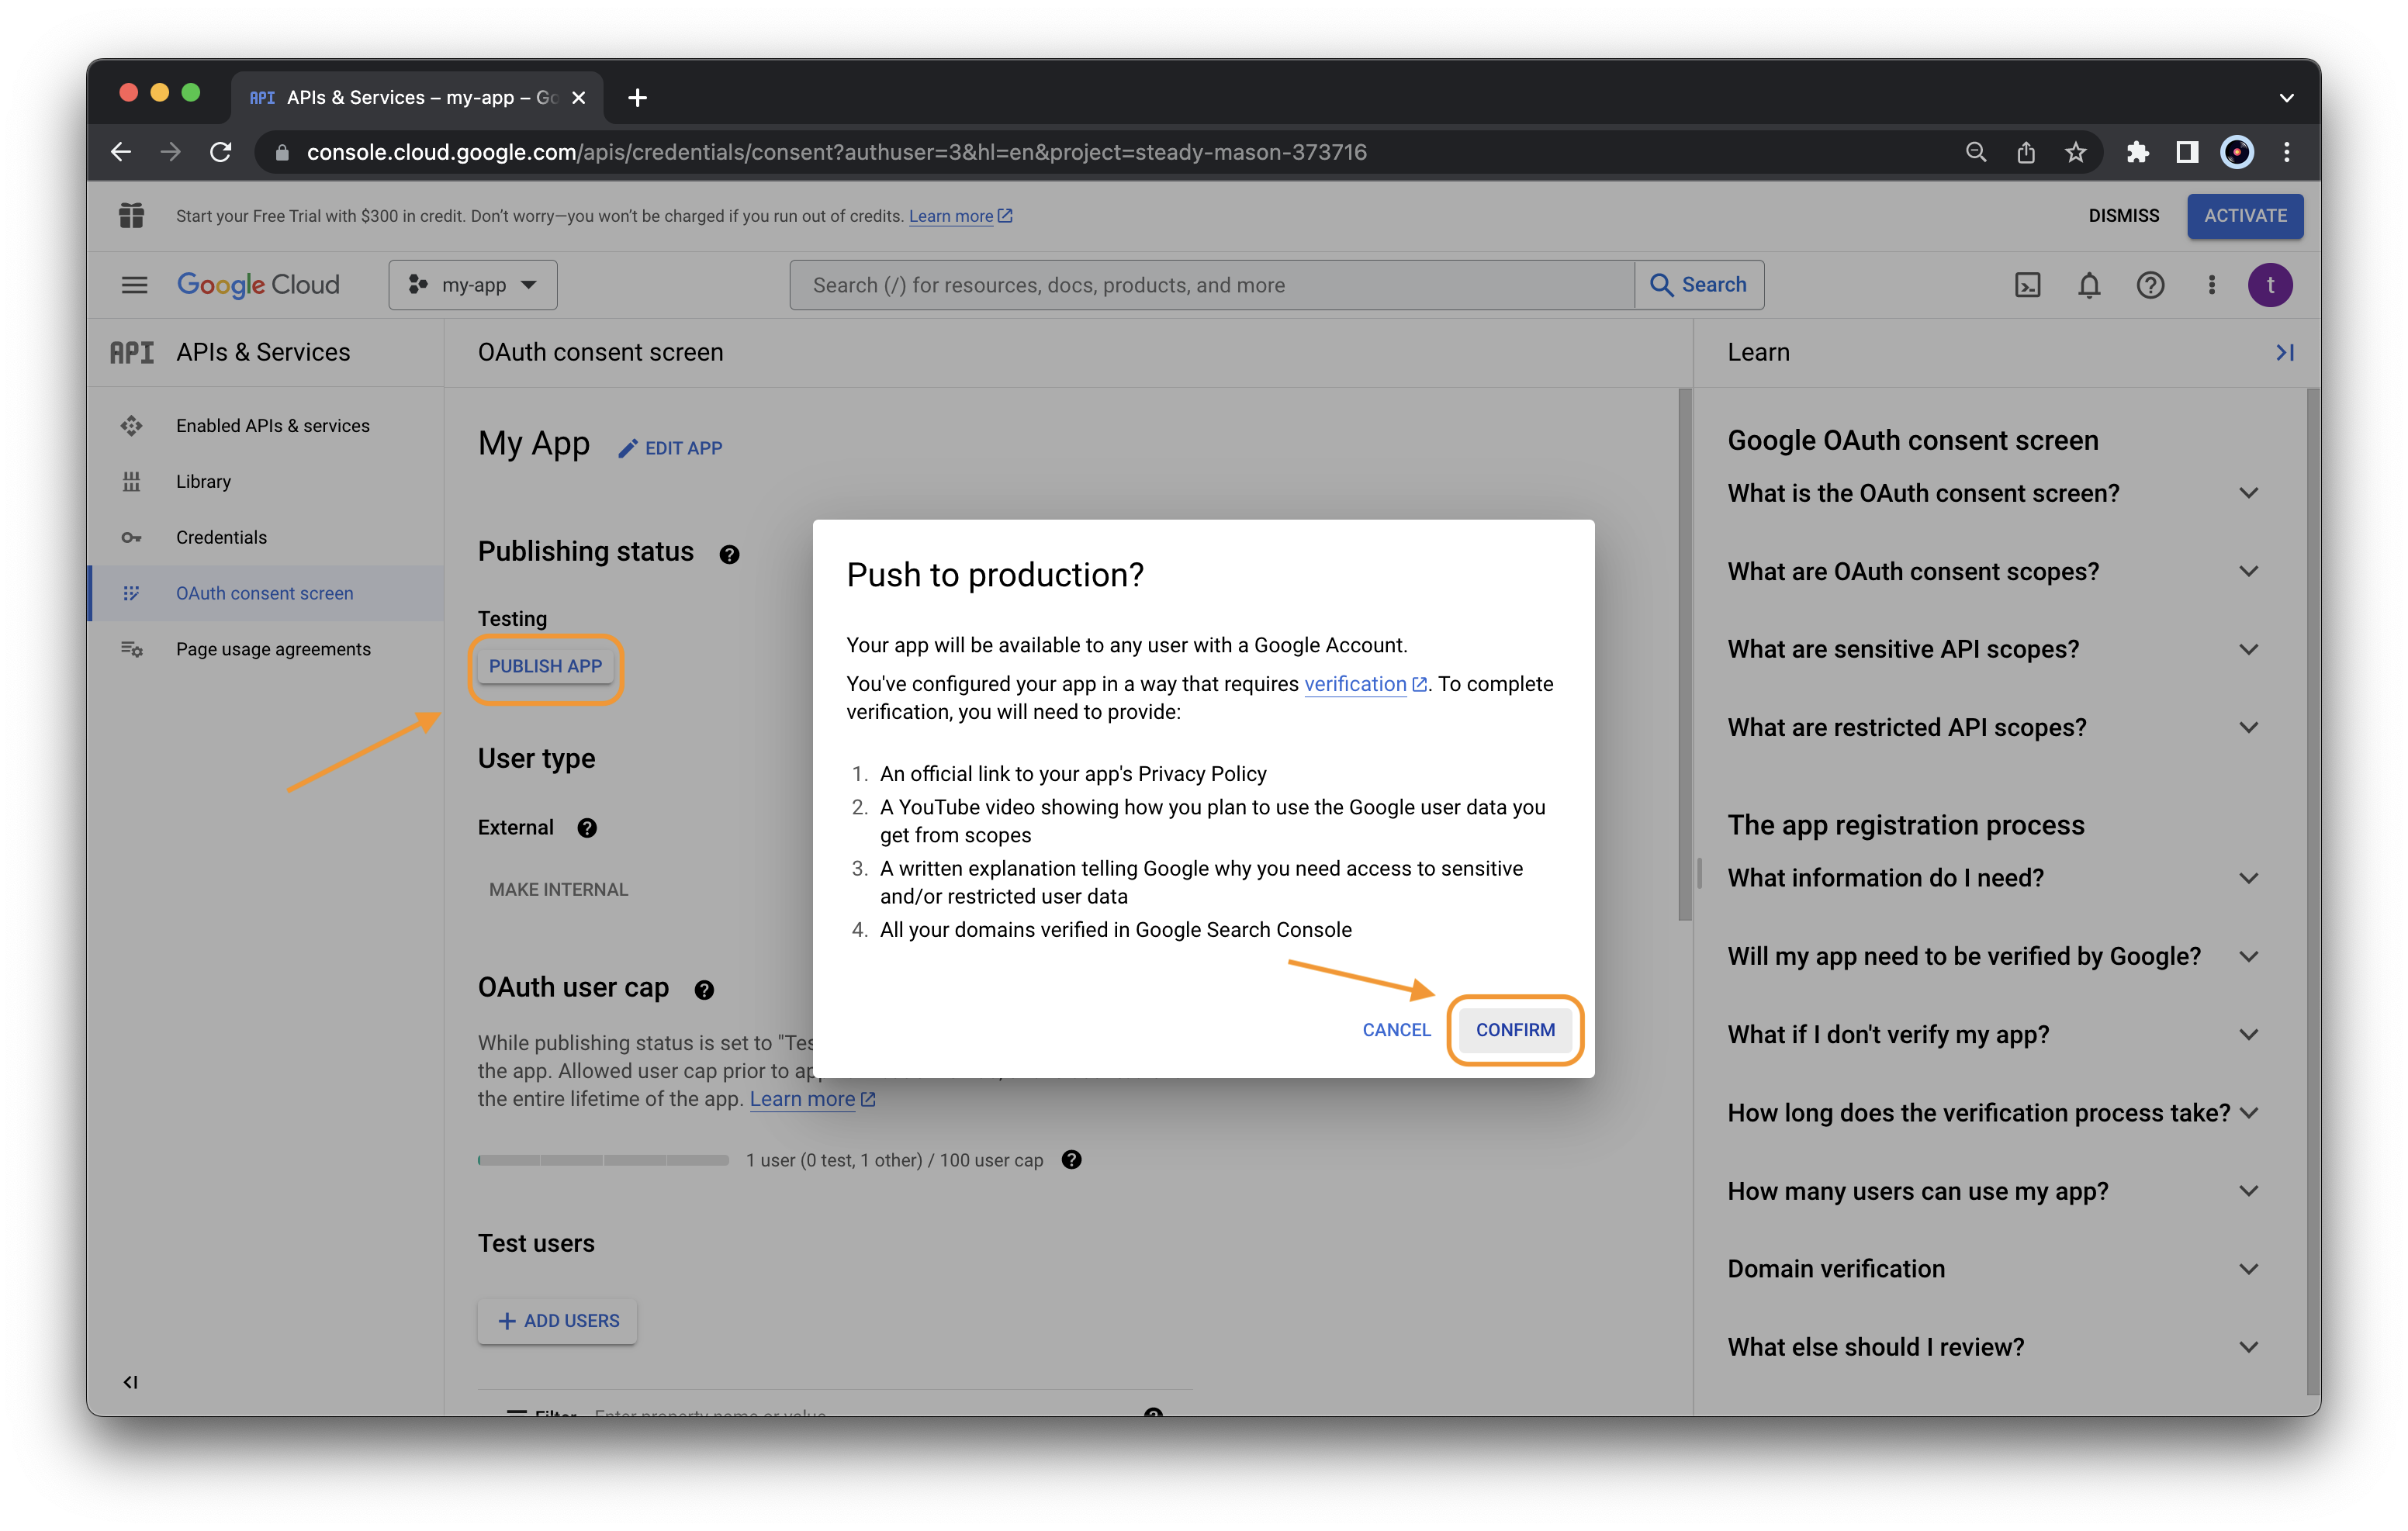 API APIs & Services – my-app – Go
console.cloud.google.com/apis/credentials/consent?authuser=3&hl=en&project=steady-mason-373716
Start your Free Trial with $300 in credit. Don't worry—you won't be charged if you run out of credits. Learn more
DISMISS
ACTIVATE
Google Cloud
my-app
Search (/) for resources, docs, products, and more
Search
t
API APIs & Services
Enabled APIs & services
Library
Credentials
OAuth consent screen
Page usage agreements
OAuth consent screen
My App
EDIT APP
Publishing status
Testing
PUBLISH APP
User type
External
MAKE INTERNAL
OAuth user cap
While publishing status is set to "Tes
the app. Allowed user cap prior to ap
the entire lifetime of the app. Learn more
1 user (0 test, 1 other) / 100 user cap
Test users
ADD USERS
Filter Enter property name or value
Push to production?
Your app will be available to any user with a Google Account.
You've configured your app in a way that requires verification. To complete
verification, you will need to provide:
1. An official link to your app's Privacy Policy
2. A YouTube video showing how you plan to use the Google user data you
get from scopes
3. A written explanation telling Google why you need access to sensitive
and/or restricted user data
4. All your domains verified in Google Search Console
CANCEL
CONFIRM
Learn
Google OAuth consent screen
What is the OAuth consent screen?
What are OAuth consent scopes?
What are sensitive API scopes?
What are restricted API scopes?
The app registration process
What information do I need?
Will my app need to be verified by Google?
What if I don't verify my app?
How long does the verification process take?
How many users can use my app?
Domain verification
What else should I review?